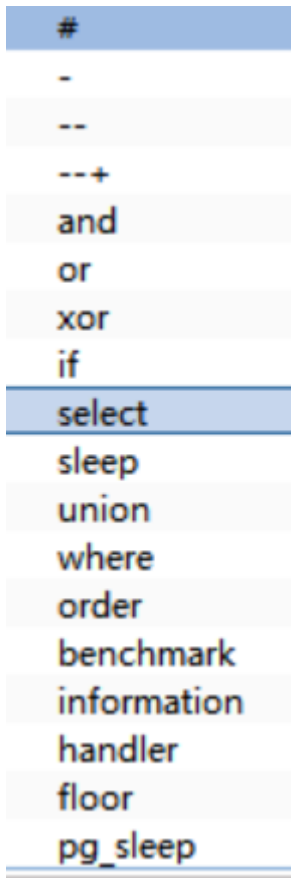 #
-
--
--+
and
or
xor
if
select
sleep
union
where
order
benchmark
information
handler
floor
pg_sleep